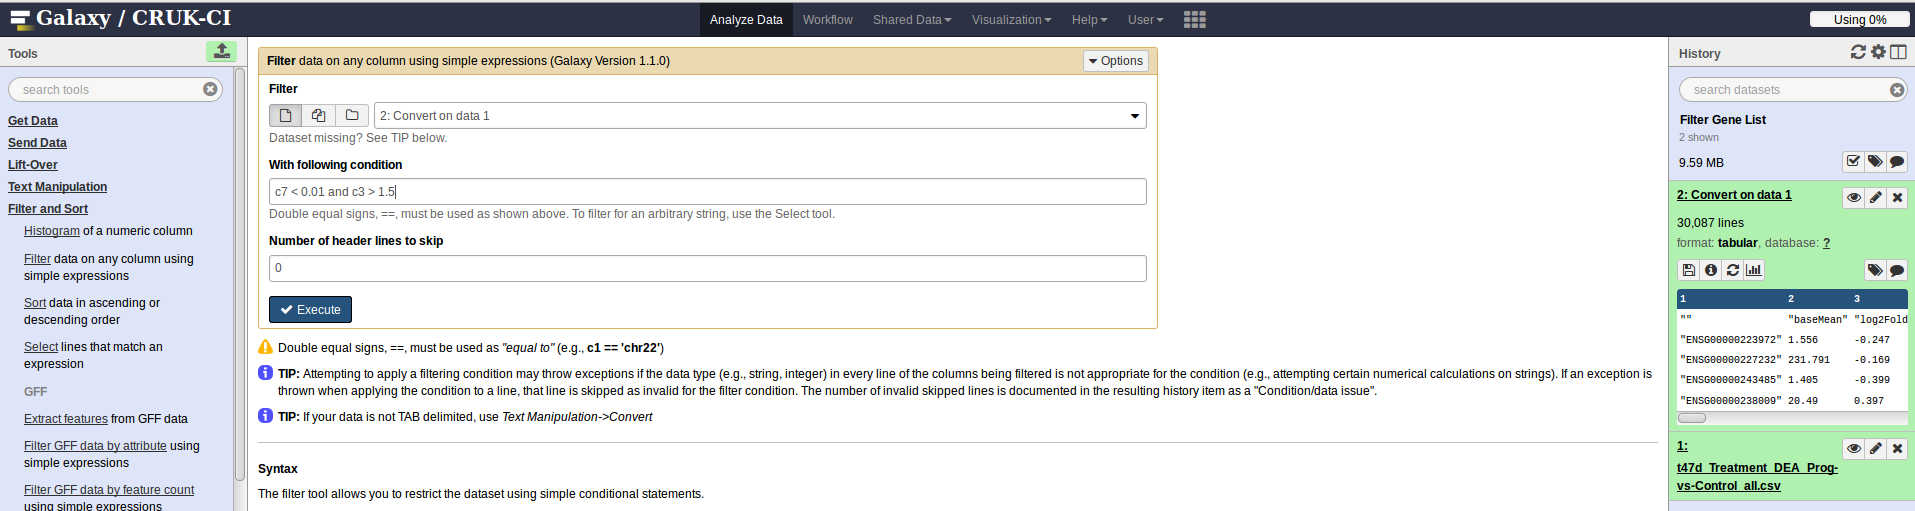 Galaxy / CRUK-CI
Analyze Data
Workflow
Shared Data
Visualization
Help
User
Using 0%
Tools
search tools
Get Data
Send Data
Lift-Over
Text Manipulation
Filter and Sort
Histogram of a numeric column
Filter data on any column using
simple expressions
Sort data in ascending or
descending order
Select lines that match an
expression
GFF
Extract features from GFF data
Filter GFF data by attribute using
simple expressions
Filter GFF data by feature count
using simple expressions
Filter data on any column using simple expressions (Galaxy Version 1.1.0)
Options
Filter
2: Convert on data 1
Dataset missing? See TIP below.
With following condition
c7 < 0.01 and c3 > 1.5
Double equal signs, ==, must be used as shown above. To filter for an arbitrary string, use the Select tool.
Number of header lines to skip
0
Execute
Double equal signs, ==, must be used as "equal to" (e.g., c1 == 'chr22')
TIP: Attempting to apply a filtering condition may throw exceptions if the data type (e.g., string, integer) in every line of the columns being filtered is not appropriate for the condition (e.g., attempting certain numerical calculations on strings). If an exception is
thrown when applying the condition to a line, that line is skipped as invalid for the filter condition. The number of invalid skipped lines is documented in the resulting history item as a "Condition/data issue".
TIP: If your data is not TAB delimited, use Text Manipulation->Convert
Syntax
The filter tool allows you to restrict the dataset using simple conditional statements.
History
search datasets
Filter Gene List
2 shown
9.59 MB
2: Convert on data 1
30,087 lines
format: tabular, database: ?
1 2 3
"" "baseMean" "log2Fold
"ENSG00000223972" 1.556 -0.247
"ENSG00000227232" 231.791 -0.169
"ENSG00000243485" 1.405 -0.399
"ENSG00000238009" 20.49 0.397
1:
t47d_Treatment_DEA_Prog-
vs-Control_all.csv